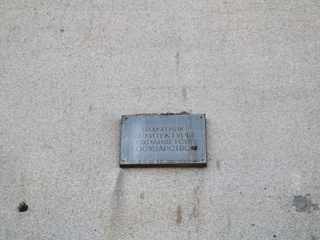 ПАМЯТНИК
АРХИТЕКТУРЫ
ОХРАНЯЕТСЯ
ГОСУДАРСТВОМ